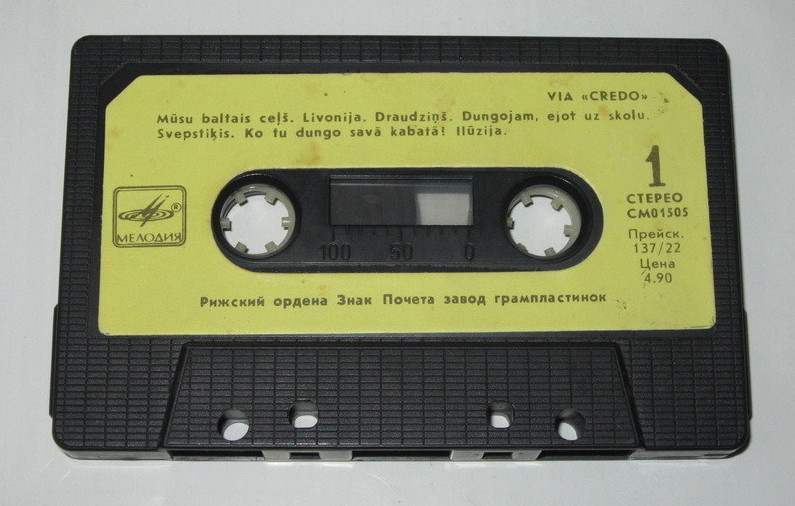 VIA «CREDO»
Mūsu baltais ceļš. Livonija. Draudziņš. Dungojam, ejot uz skolu.
Svepstiķis. Ko tu dungo savā kabatā! Ilūzija.
1
СТЕРЕО
СМ01505
Прейск.
137/22
Цена
4.90
®
МЕЛОДИЯ
100 50 0
Рижский ордена Знак Почета завод грампластинок